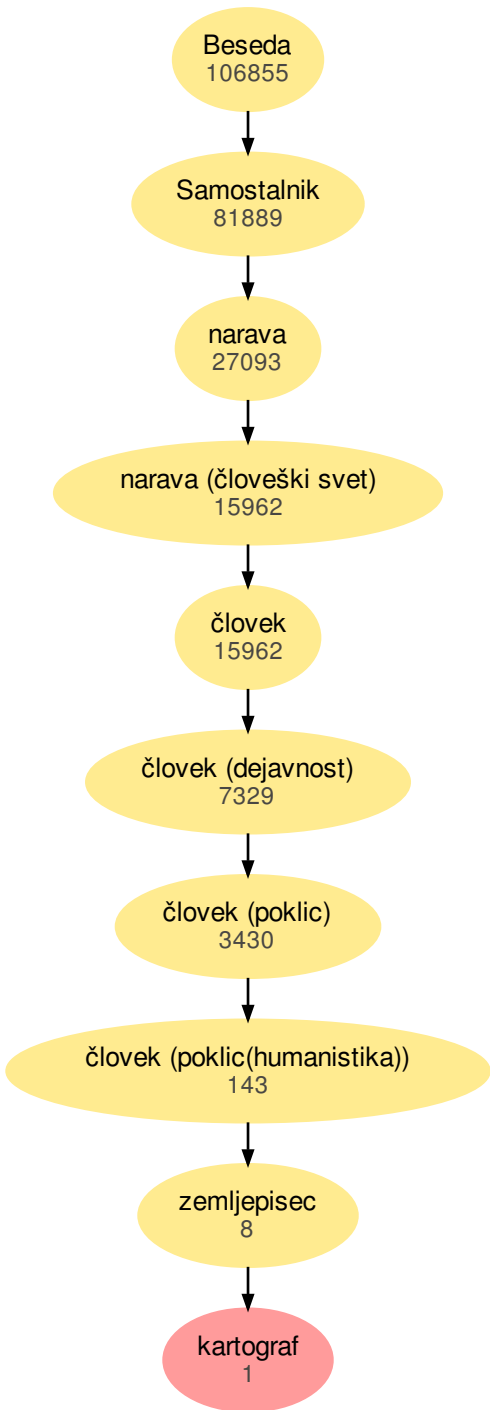 Beseda
106855
Samostalnik
81889
narava
27093
narava (človeški svet)
15962
človek
15962
človek (dejavnost)
7329
človek (poklic)
3430
človek (poklic(humanistika))
143
zemljepisec
8
kartograf
1